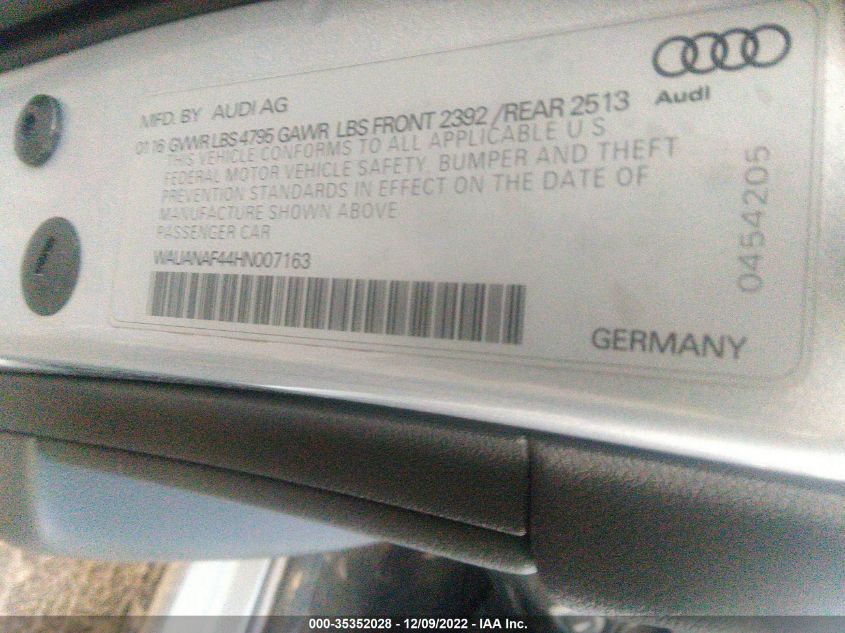 MFD. BY AUDI AG
01 16 GVWR LBS 4795 GAWR LBS FRONT 2392 /REAR 2513
THIS VEHICLE CONFORMS TO ALL APPLICABLE U S
FEDERAL MOTOR VEHICLE SAFETY, BUMPER AND THEFT
PREVENTION STANDARDS IN EFFECT ON THE DATE OF
MANUFACTURE SHOWN ABOVE
PASSENGER CAR
WAUANAF44HN007163
Audi
0454205
GERMANY
000-35352028 - 12/09/2022 - IAA Inc.